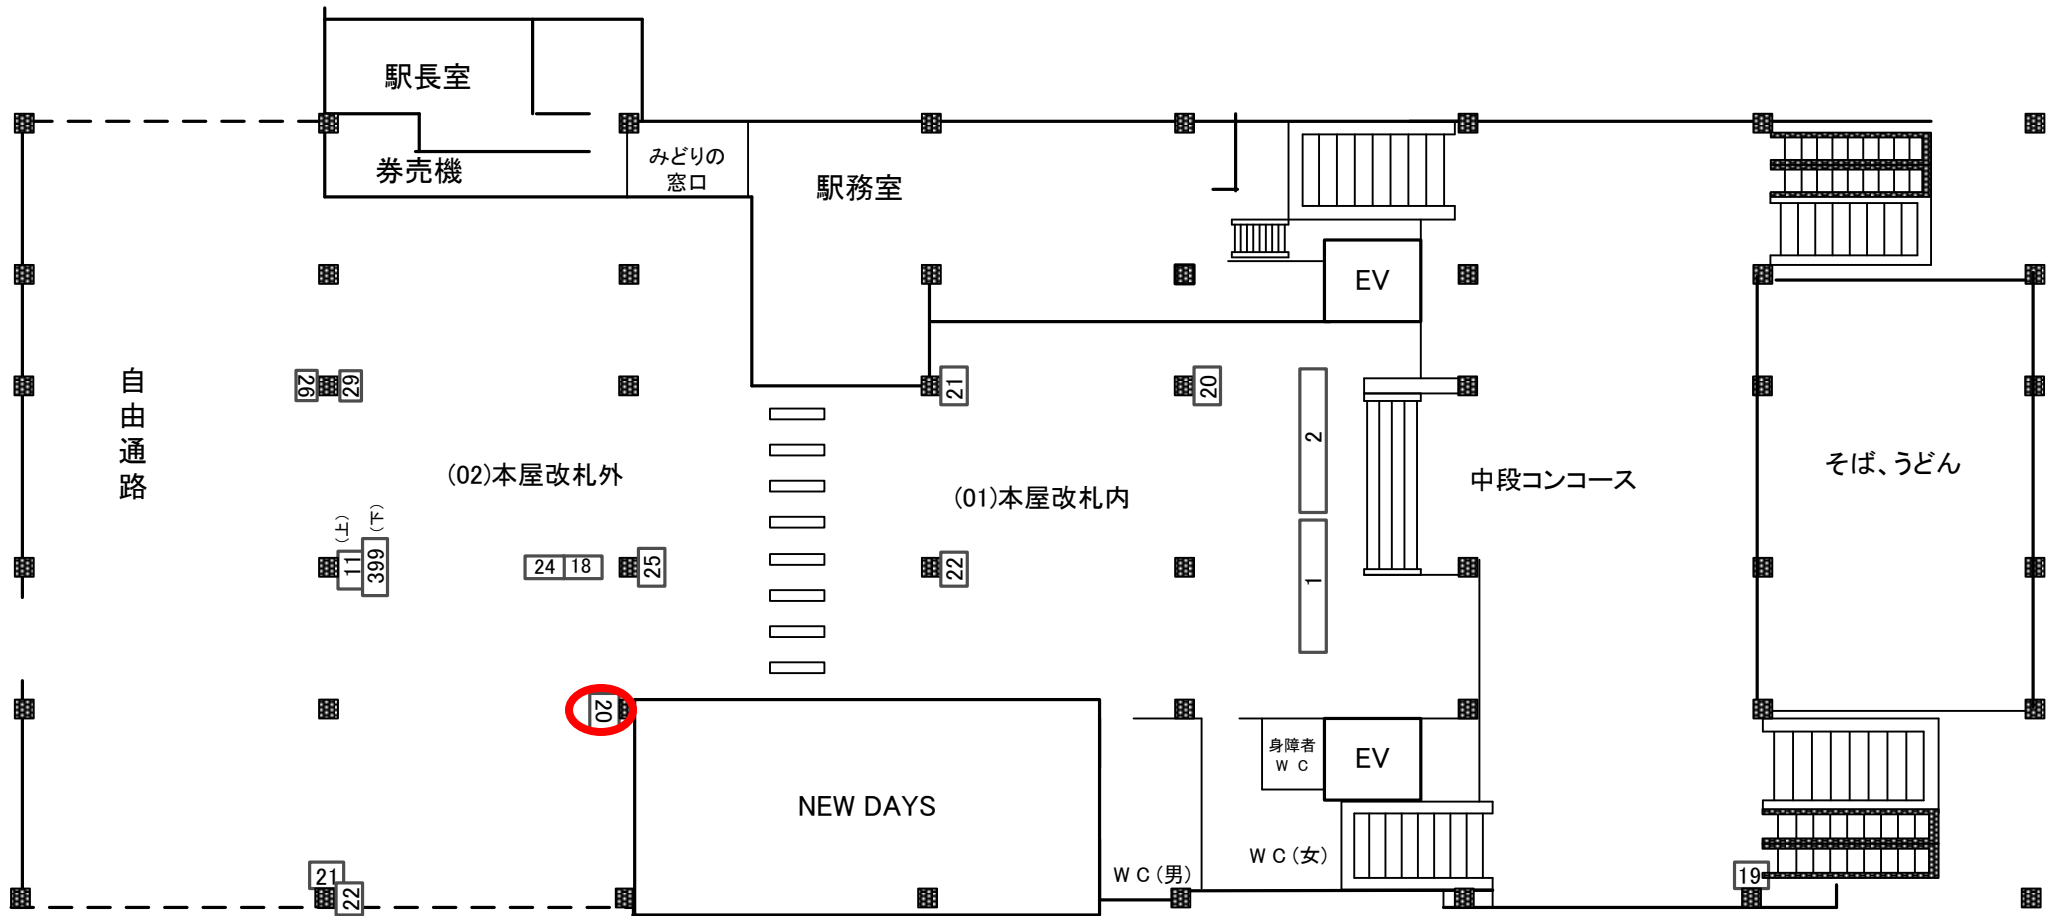 駅長室
券売機
みどりの
窓口
駅務室
EV
自由通路
26
29
21
20
2
(02)本屋改札外
(01)本屋改札内
中段コンコース
そば、うどん
(上)
(下)
11
399
24
18
25
22
1
20
身障者
WC
EV
NEW DAYS
WC(男)
WC(女)
21
22
19